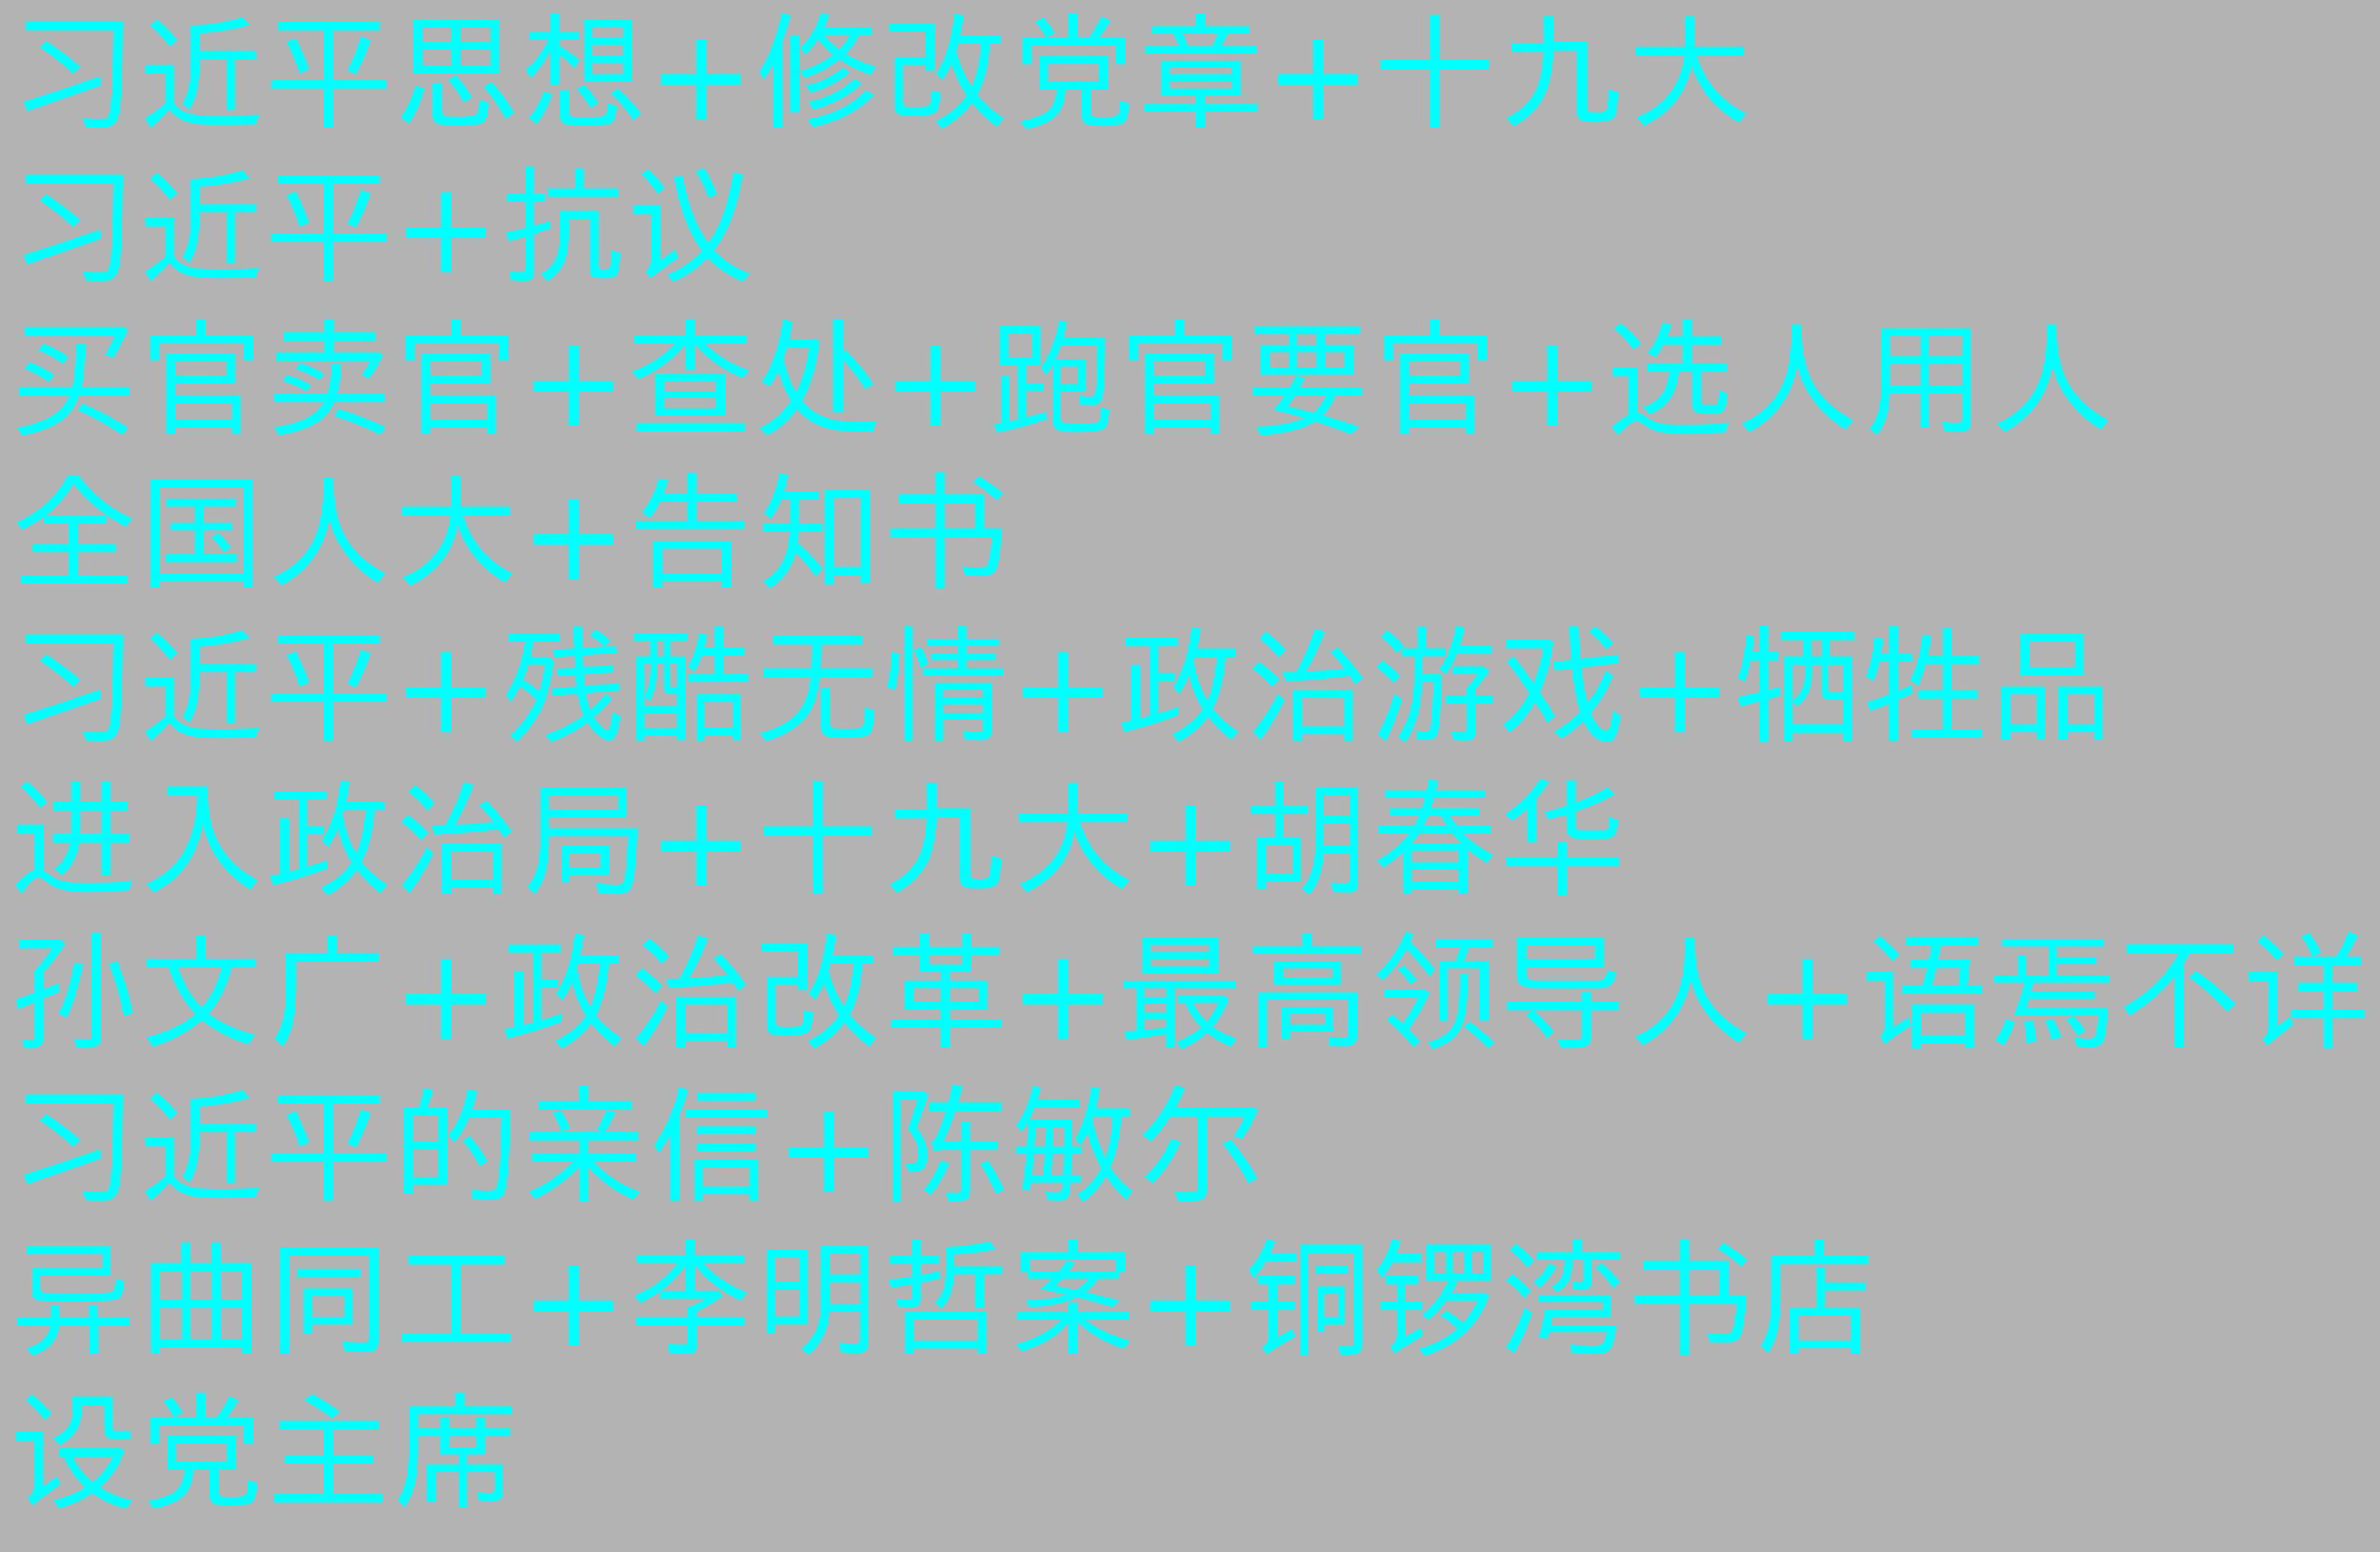 习近平思想+修改党章+十九大
习近平+抗议
买官卖官+查处+跑官要官+选人用人
全国人大+告知书
习近平+残酷无情+政治游戏+牺牲品
进入政治局+十九大+胡春华
孙文广+政治改革+最高领导人+语焉不详
习近平的亲信+陈敏尔
异曲同工+李明哲案+铜锣湾书店
设党主席